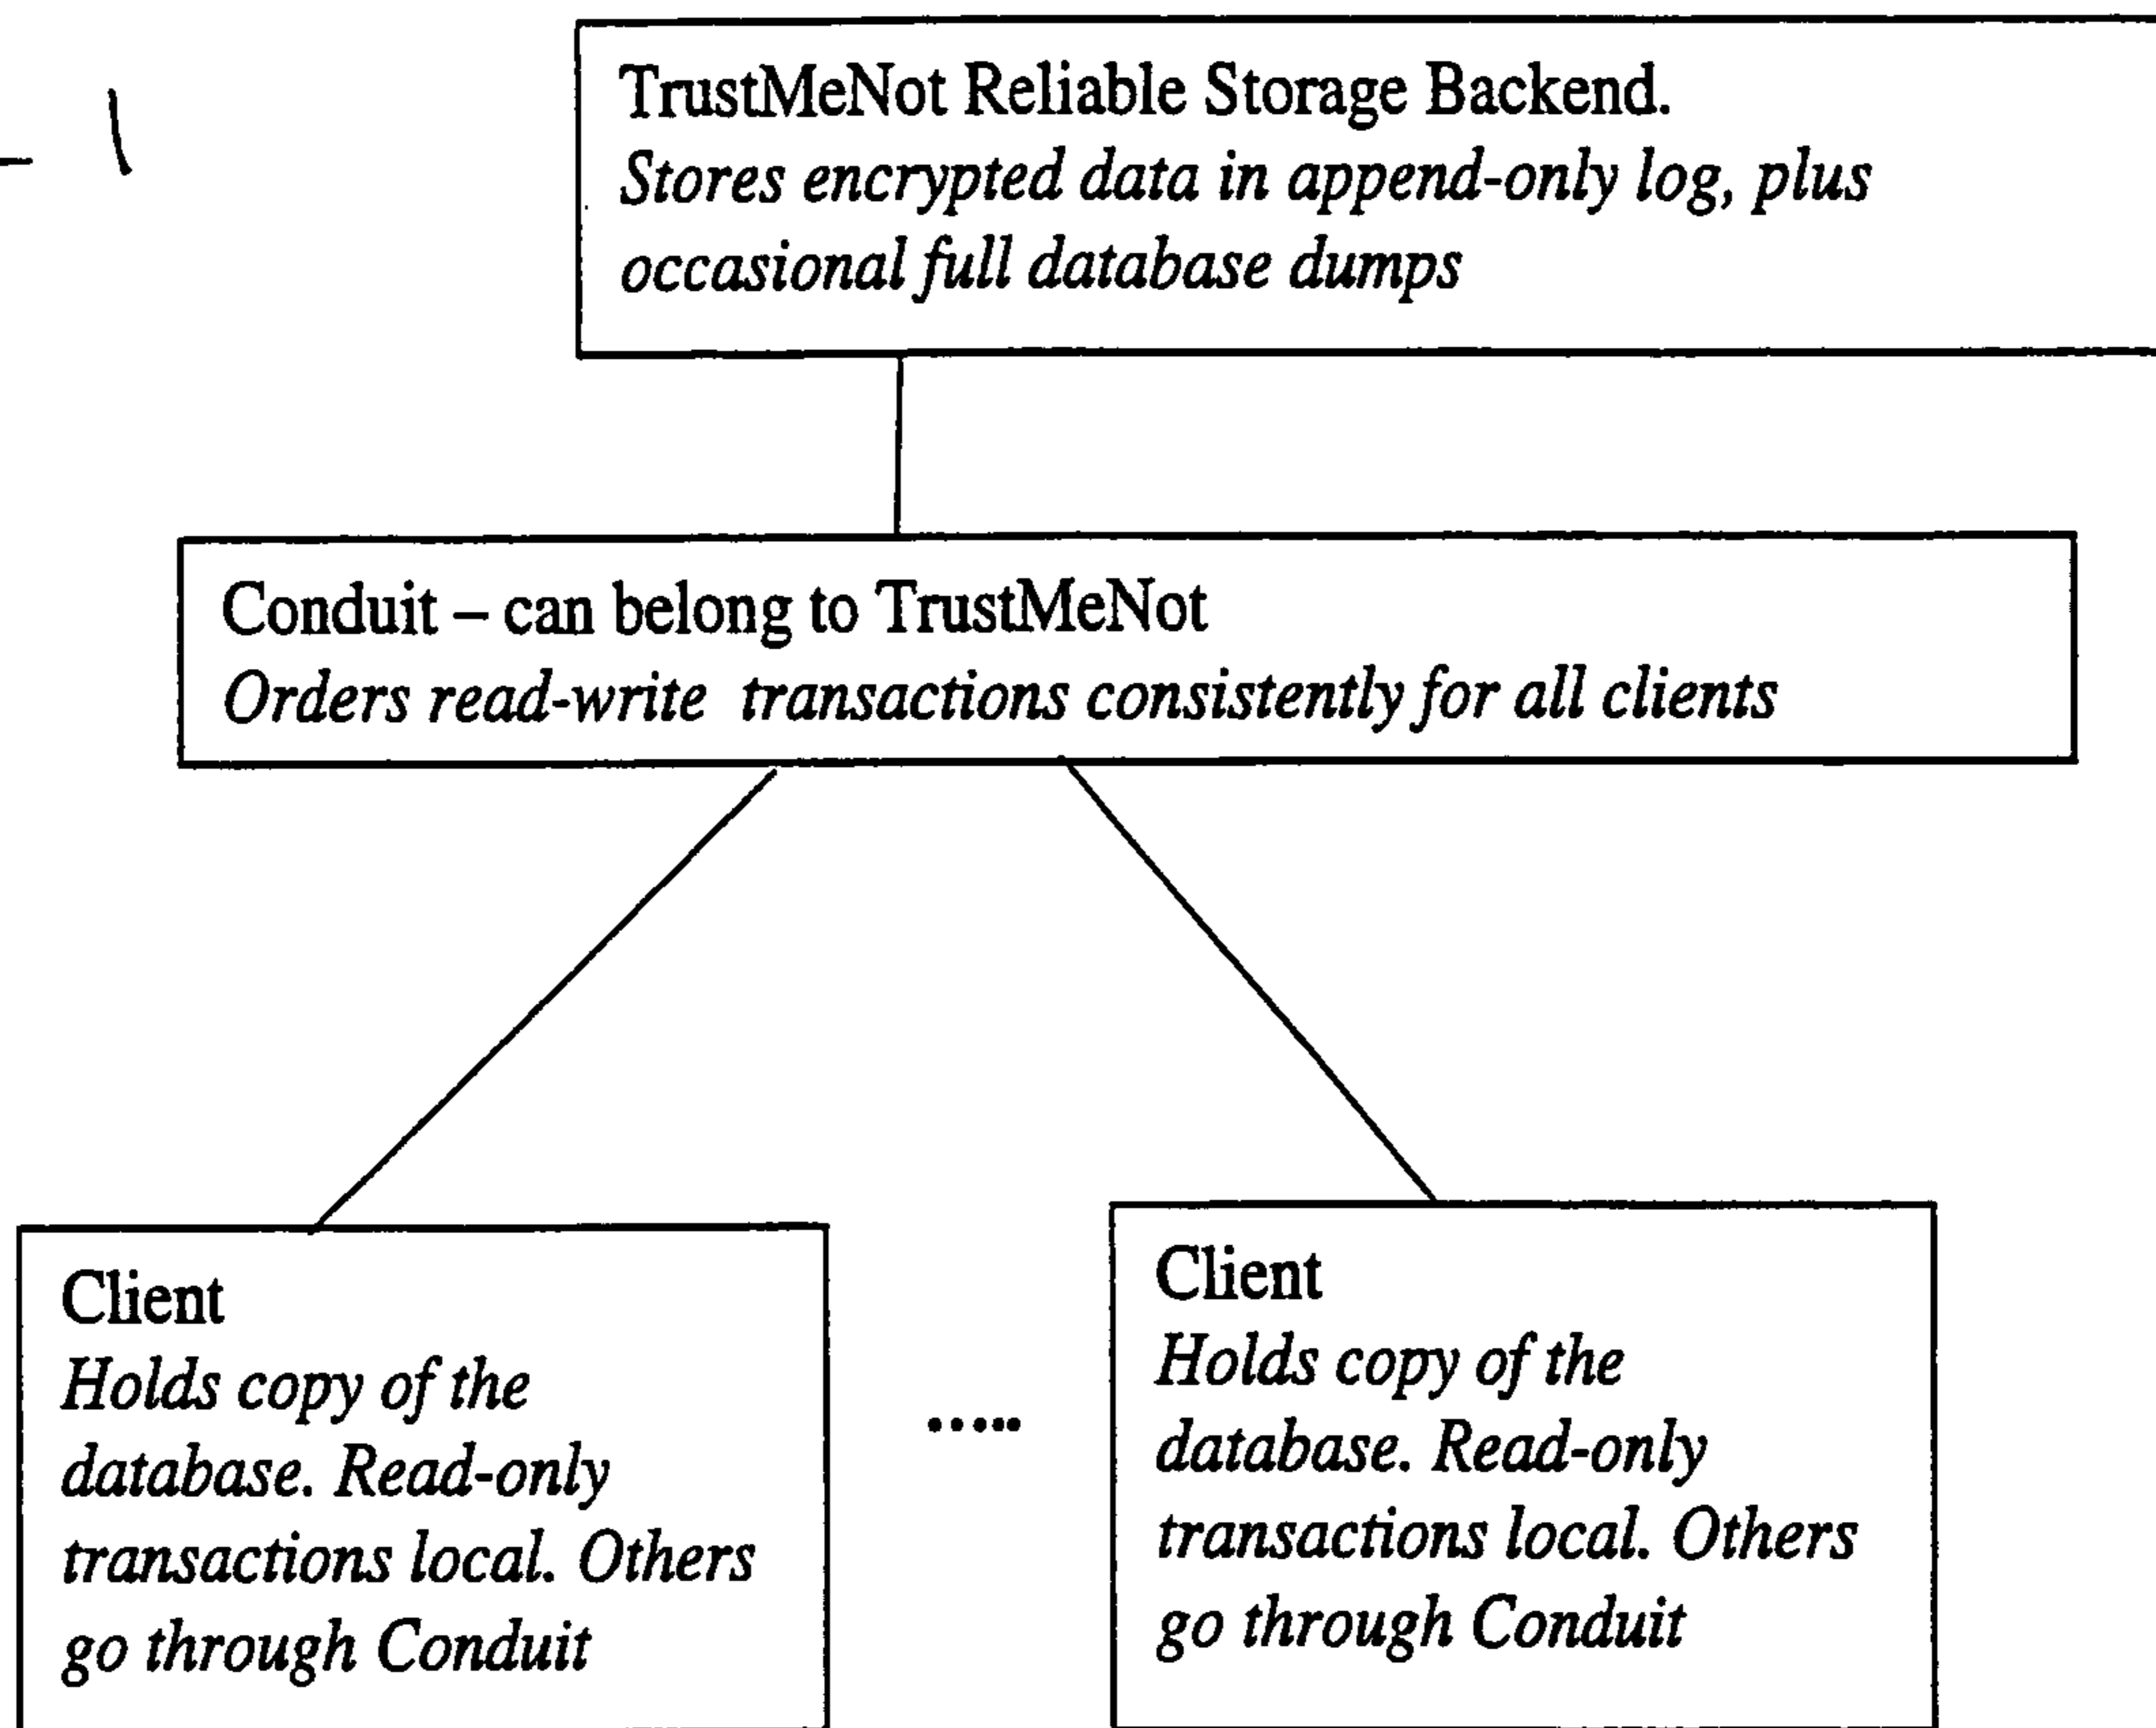 TrustMeNot Reliable Storage Backend.
Stores encrypted data in append-only log, plus
occasional full database dumps
Conduit – can belong to TrustMeNot
Orders read-write transactions consistently for all clients
Client
Holds copy of the
database. Read-only
transactions local. Others
go through Conduit
.....
Client
Holds copy of the
database. Read-only
transactions local. Others
go through Conduit